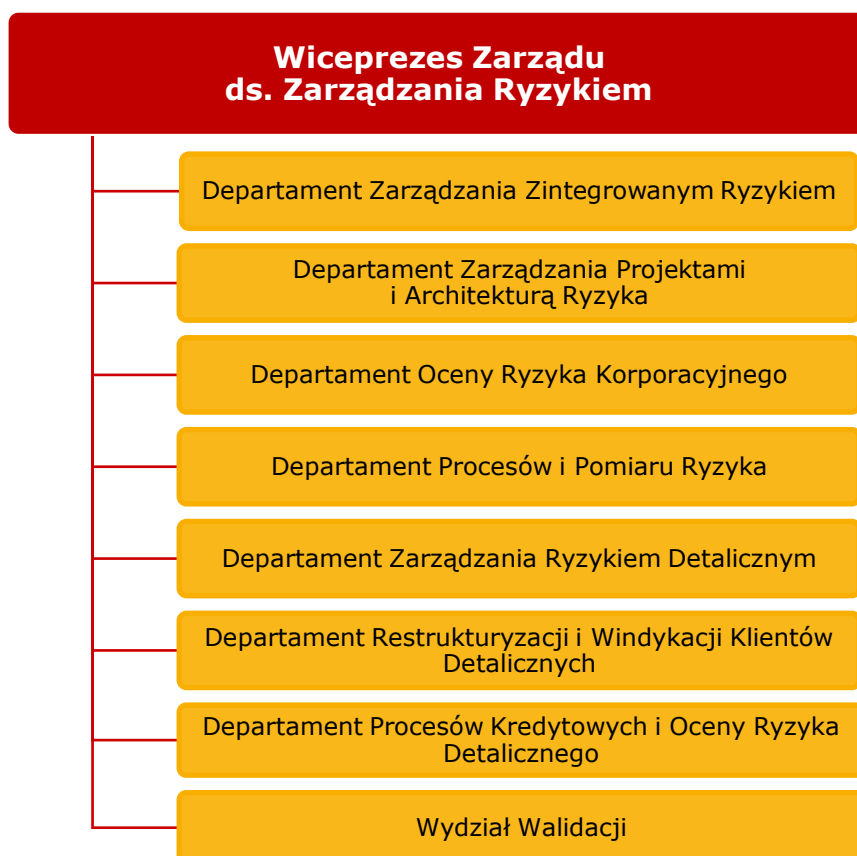 Wiceprezes Zarządu
ds. Zarządzania Ryzykiem
Departament Zarządzania Zintegrowanym Ryzykiem
Departament Zarządzania Projektami
i Architekturą Ryzyka
Departament Oceny Ryzyka Korporacyjnego
Departament Procesów i Pomiaru Ryzyka
Departament Zarządzania Ryzykiem Detalicznym
Departament Restrukturyzacji i Windykacji Klientów
Detalicznych
Departament Procesów Kredytowych i Oceny Ryzyka
Detalicznego
Wydział Walidacji